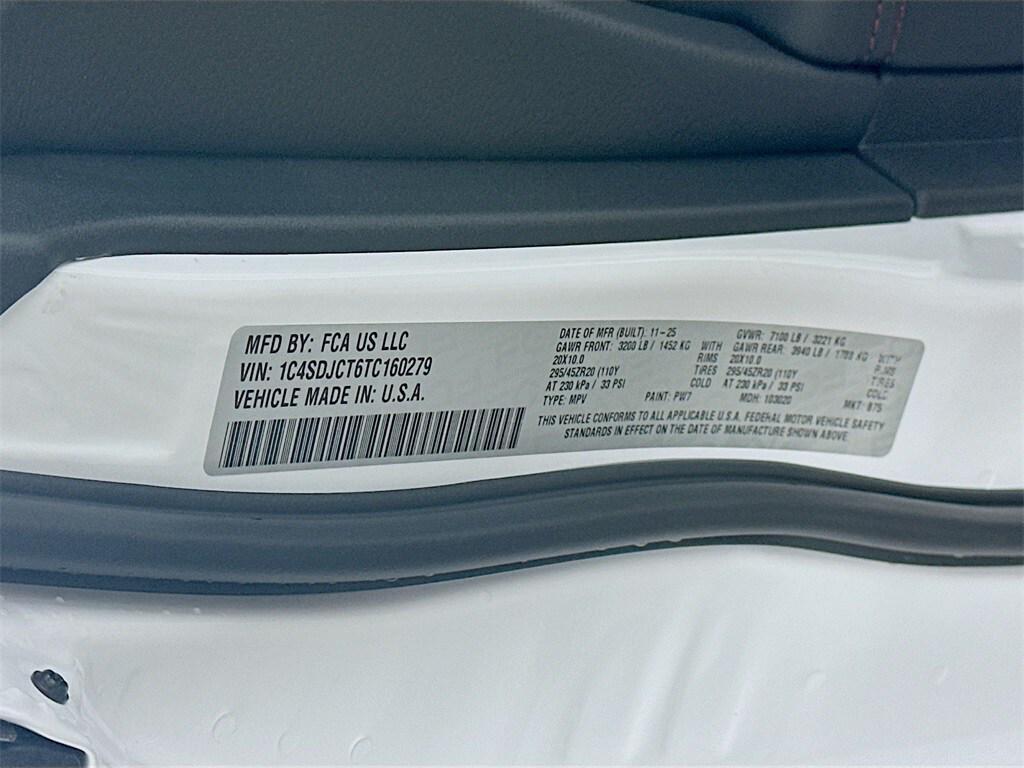 MFD BY: FCA US LLC
VIN: 1C4SDJCT6TC160279
VEHICLE MADE IN: U.S.A.
DATE OF MFR (BUILT): 11-25 GVWR: 7100 LB / 3221 KG
GAWR FRONT: 3200 LB / 1452 KG WITH GAWR REAR: 3940 LB / 1788 KG WITH
20X10.0 RIMS 20X10.0 RIMS
295/45ZR20 (110Y TIRES 295/45ZR20 (110Y TIRES
AT 230 kPa / 33 PSI COLD AT 230 kPa / 33 PSI COLD
TYPE: MPV PAINT: PW7 MDH: 103020 MKT: B75
THIS VEHICLE CONFORMS TO ALL APPLICABLE U.S.A. FEDERAL MOTOR VEHICLE SAFETY
STANDARDS IN EFFECT ON THE DATE OF MANUFACTURE SHOWN ABOVE.